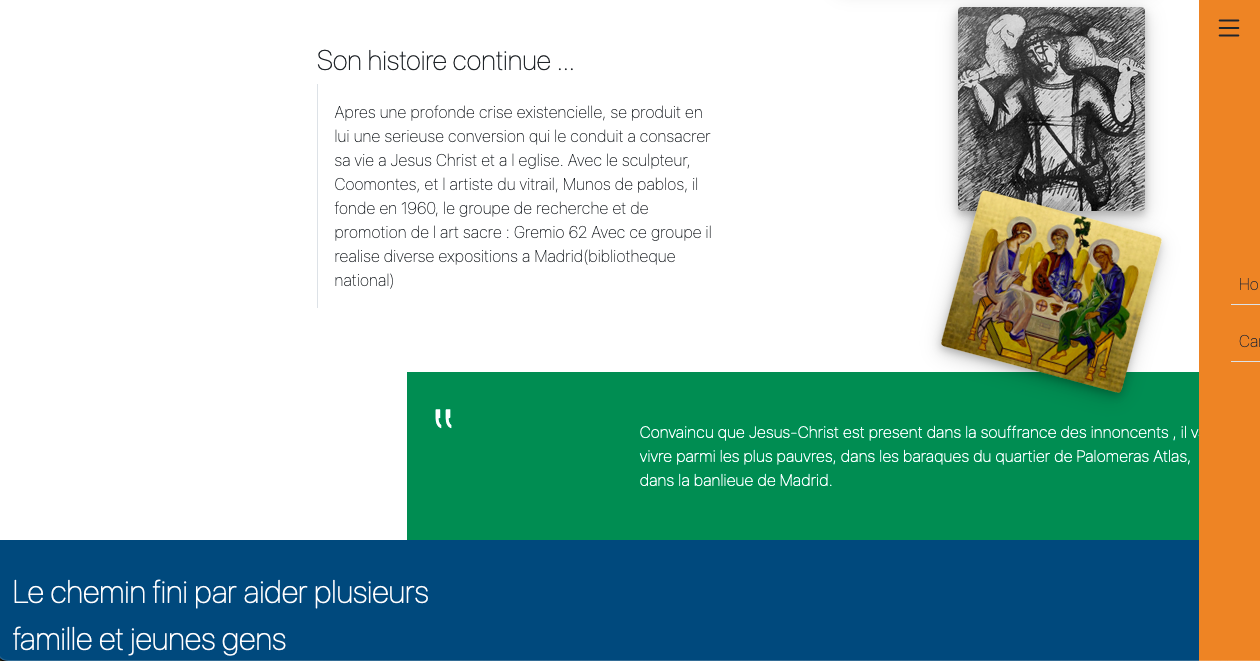 Son histoire continue ...
Apres une profonde crise existencielle, se produit en
lui une serieuse conversion qui le conduit a consacrer
sa vie a Jesus Christ et a l eglise. Avec le sculpteur,
Coomontes, et l artiste du vitrail, Munos de pablos, il
fonde en 1960, le groupe de recherche et de
promotion de l art sacre : Gremio 62 Avec ce groupe il
realise diverse expositions a Madrid(bibliotheque
national)
"
Convaincu que Jesus-Christ est present dans la souffrance des innoncents , il v
vivre parmi les plus pauvres, dans les baraques du quartier de Palomeras Atlas,
dans la banlieue de Madrid.
Le chemin fini par aider plusieurs
famille et jeunes gens
Ho
Ca